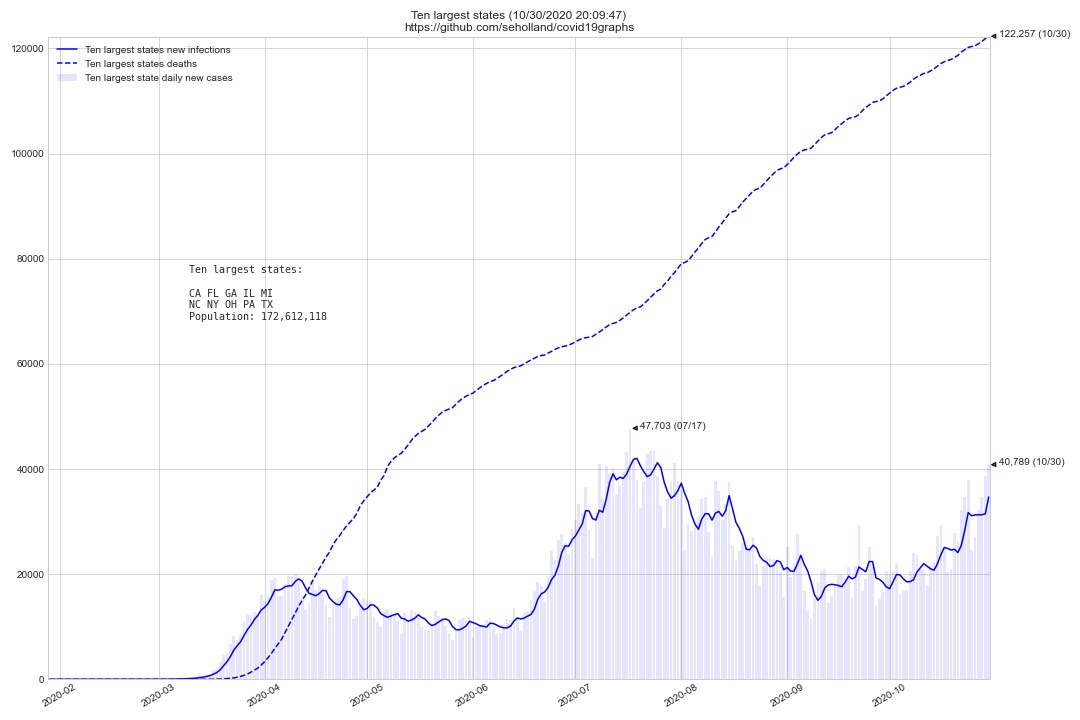 Ten largest states (10/30/2020 20:09:47)
https://github.com/seholland/covid19graphs
Ten largest states new infections
Ten largest states deaths
Ten largest state daily new cases
122,257 (10/30)
120000
100000
80000
60000
40000
20000
0
Ten largest states:
CA FL GA IL MI
NC NY OH PA TX
Population: 172,612,118
47,703 (07/17)
40,789 (10/30)
2020-02
2020-03
2020-04
2020-05
2020-06
2020-07
2020-08
2020-09
2020-10